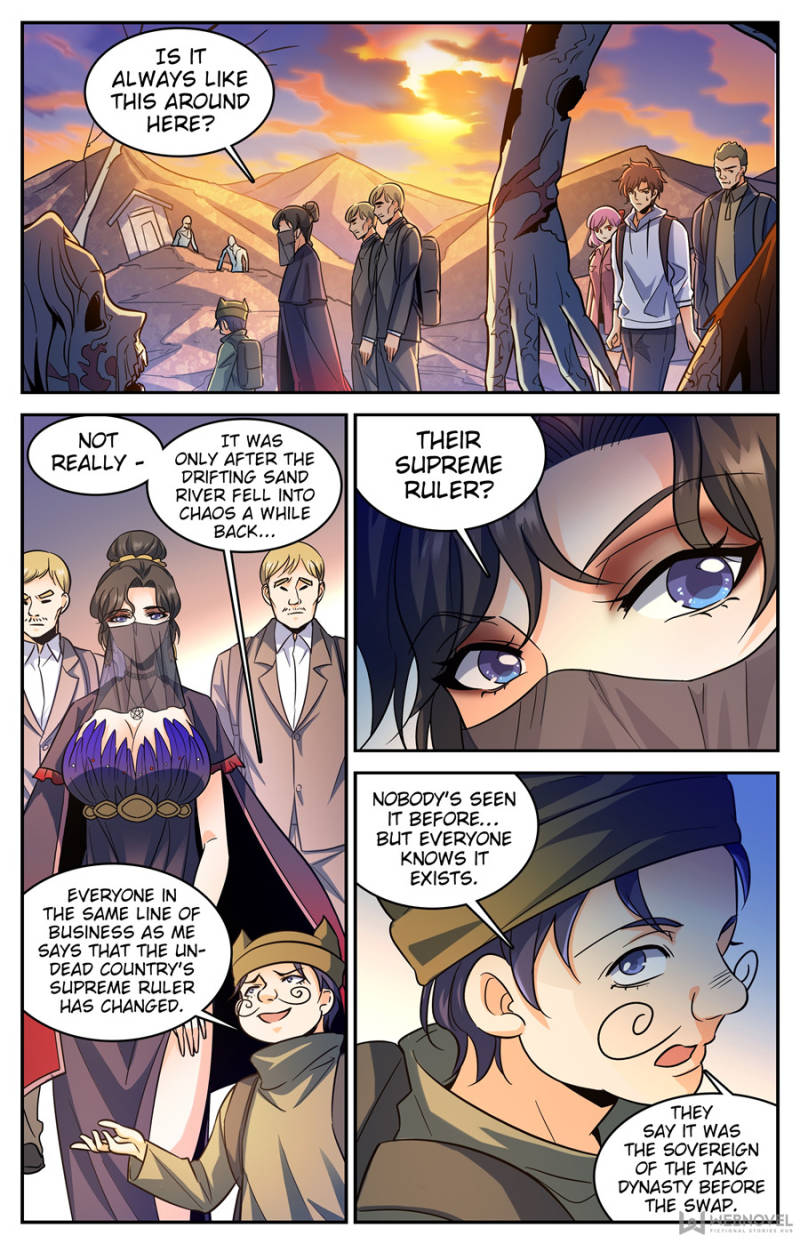 IS IT
ALWAYS LIKE
THIS AROUND
HERE?
NOT
REALLY -
IT WAS
ONLY AFTER THE
DRIFTING SAND
RIVER FELL INTO
CHAOS A WHILE
BACK...
EVERYONE IN
THE SAME LINE OF
BUSINESS AS ME
SAYS THAT THE UN-
DEAD COUNTRY'S
SUPREME RULER
HAS CHANGED.
THEIR
SUPREME
RULER?
NOBODY'S SEEN
IT BEFORE...
BUT EVERYONE
KNOWS IT
EXISTS.
THEY
SAY IT WAS
THE SOVEREIGN
OF THE TANG
DYNASTY BEFORE
THE SWAP.
WEBNOVEL
FICTIONAL STORIES HUB